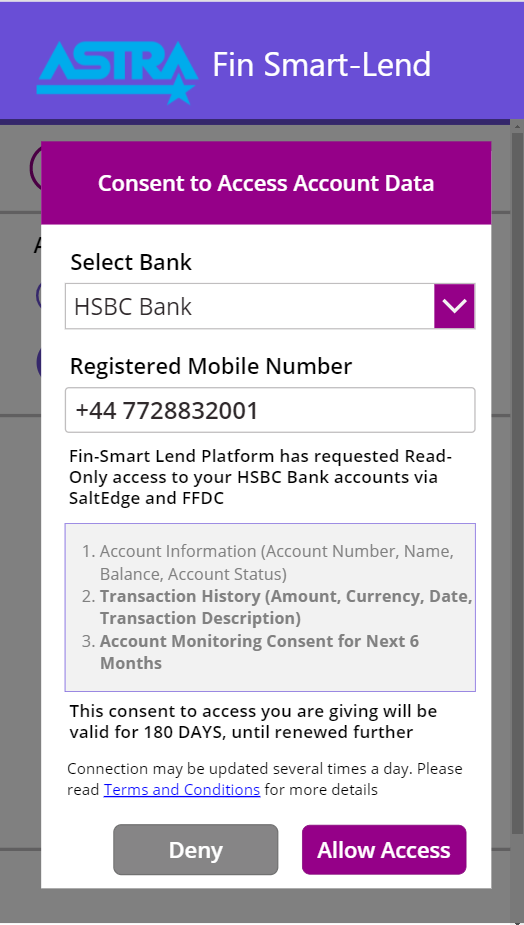 ASTRA Fin Smart-Lend
Consent to Access Account Data
Select Bank
HSBC Bank
Registered Mobile Number
+44 7728832001
Fin-Smart Lend Platform has requested Read-
Only access to your HSBC Bank accounts via
SaltEdge and FFDC
1. Account Information (Account Number, Name,
Balance, Account Status)
2. Transaction History (Amount, Currency, Date,
Transaction Description)
3. Account Monitoring Consent for Next 6
Months
This consent to access you are giving will be
valid for 180 DAYS, until renewed further
Connection may be updated several times a day. Please
read Terms and Conditions for more details
Deny Allow Access